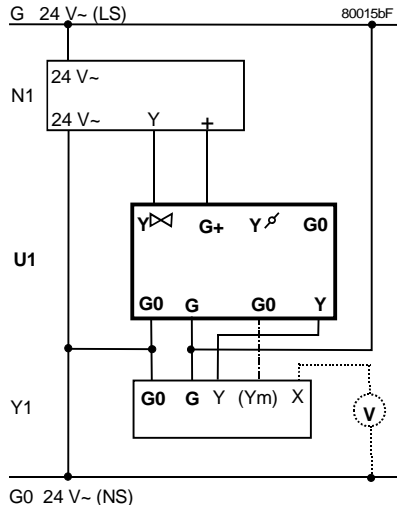 G 24 V~ (LS) 80015bF
24 V~
N1
24 V~ Y +
Y G+ Y G0
U1
G0 G G0 Y
Y1
G0 G Y (Ym) X
V
G0 24 V~ (NS)